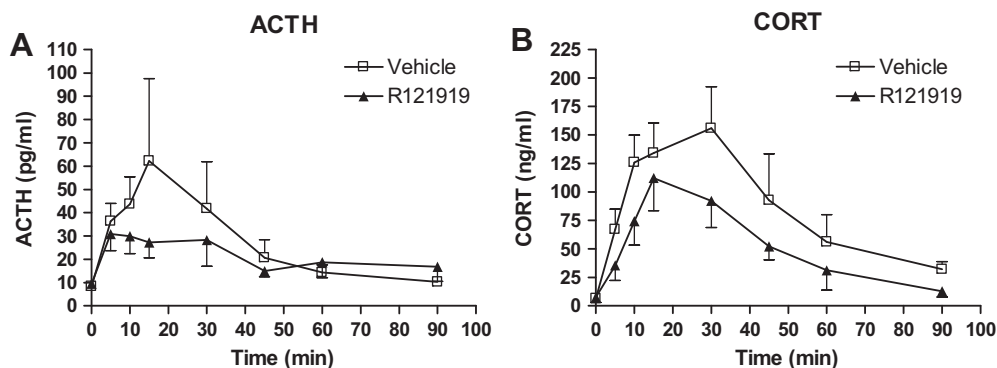 A
ACTH
ACTH (pg/ml)
110
100
90
80
70
60
50
40
30
20
10
0
Vehicle
R121919
0 10 20 30 40 50 60 70 80 90 100
Time (min)
B
CORT
CORT (ng/ml)
225
200
175
150
125
100
75
50
25
0
Vehicle
R121919
0 10 20 30 40 50 60 70 80 90 100
Time (min)